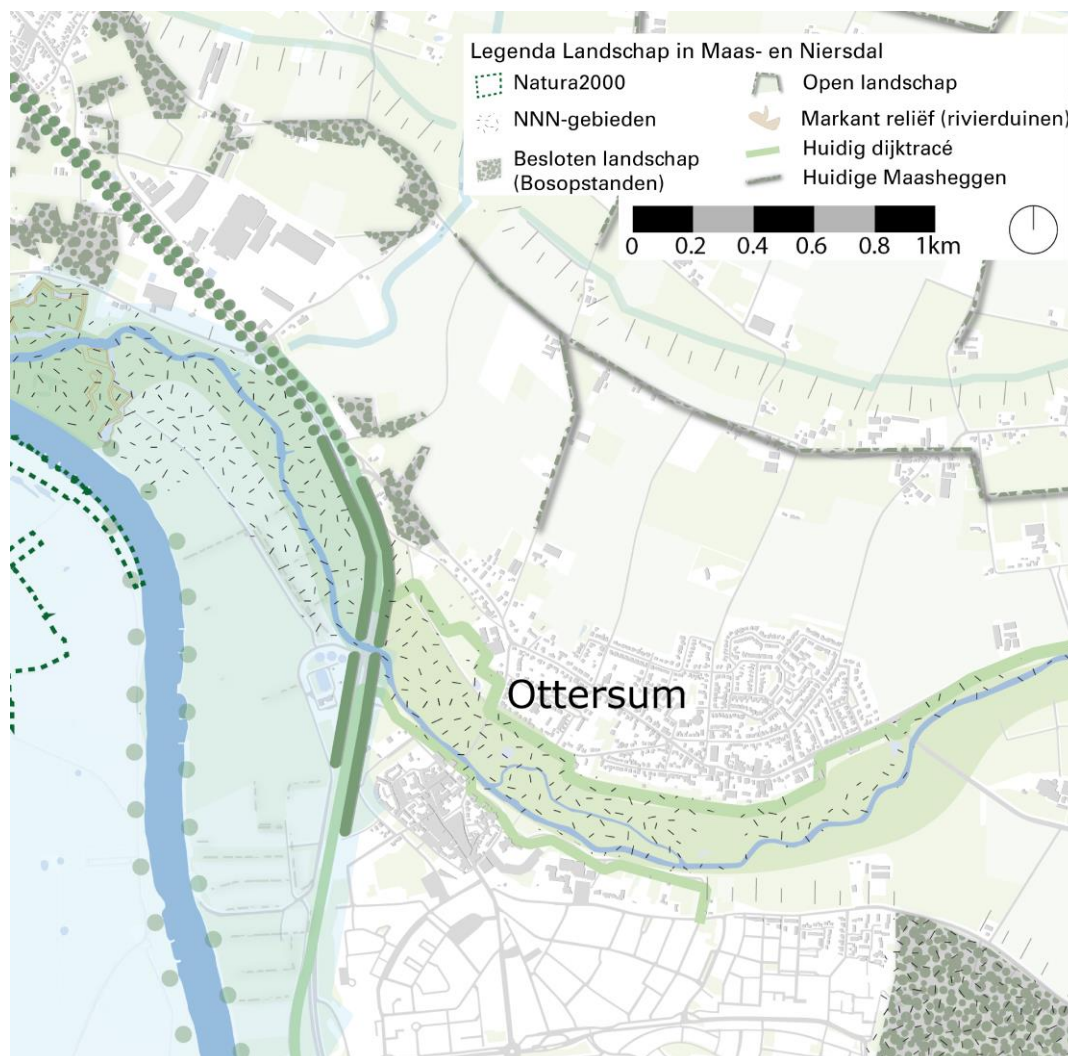 Legenda Landschap in Maas- en Niersdal
Natura2000
NNN-gebieden
Besloten landschap
(Bosopstanden)
Open landschap
Markant reliëf (rivierduinen)
Huidig dijktracé
Huidige Maasheggen
0 0.2 0.4 0.6 0.8 1km
Ottersum